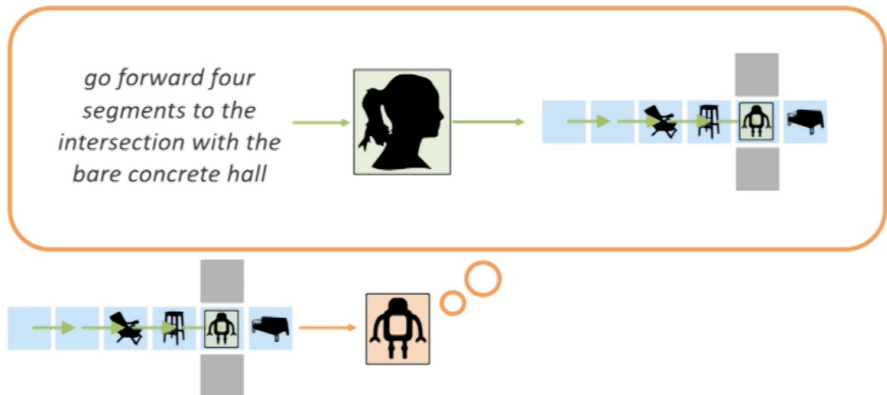 go forward four
segments to the
intersection with the
bare concrete hall